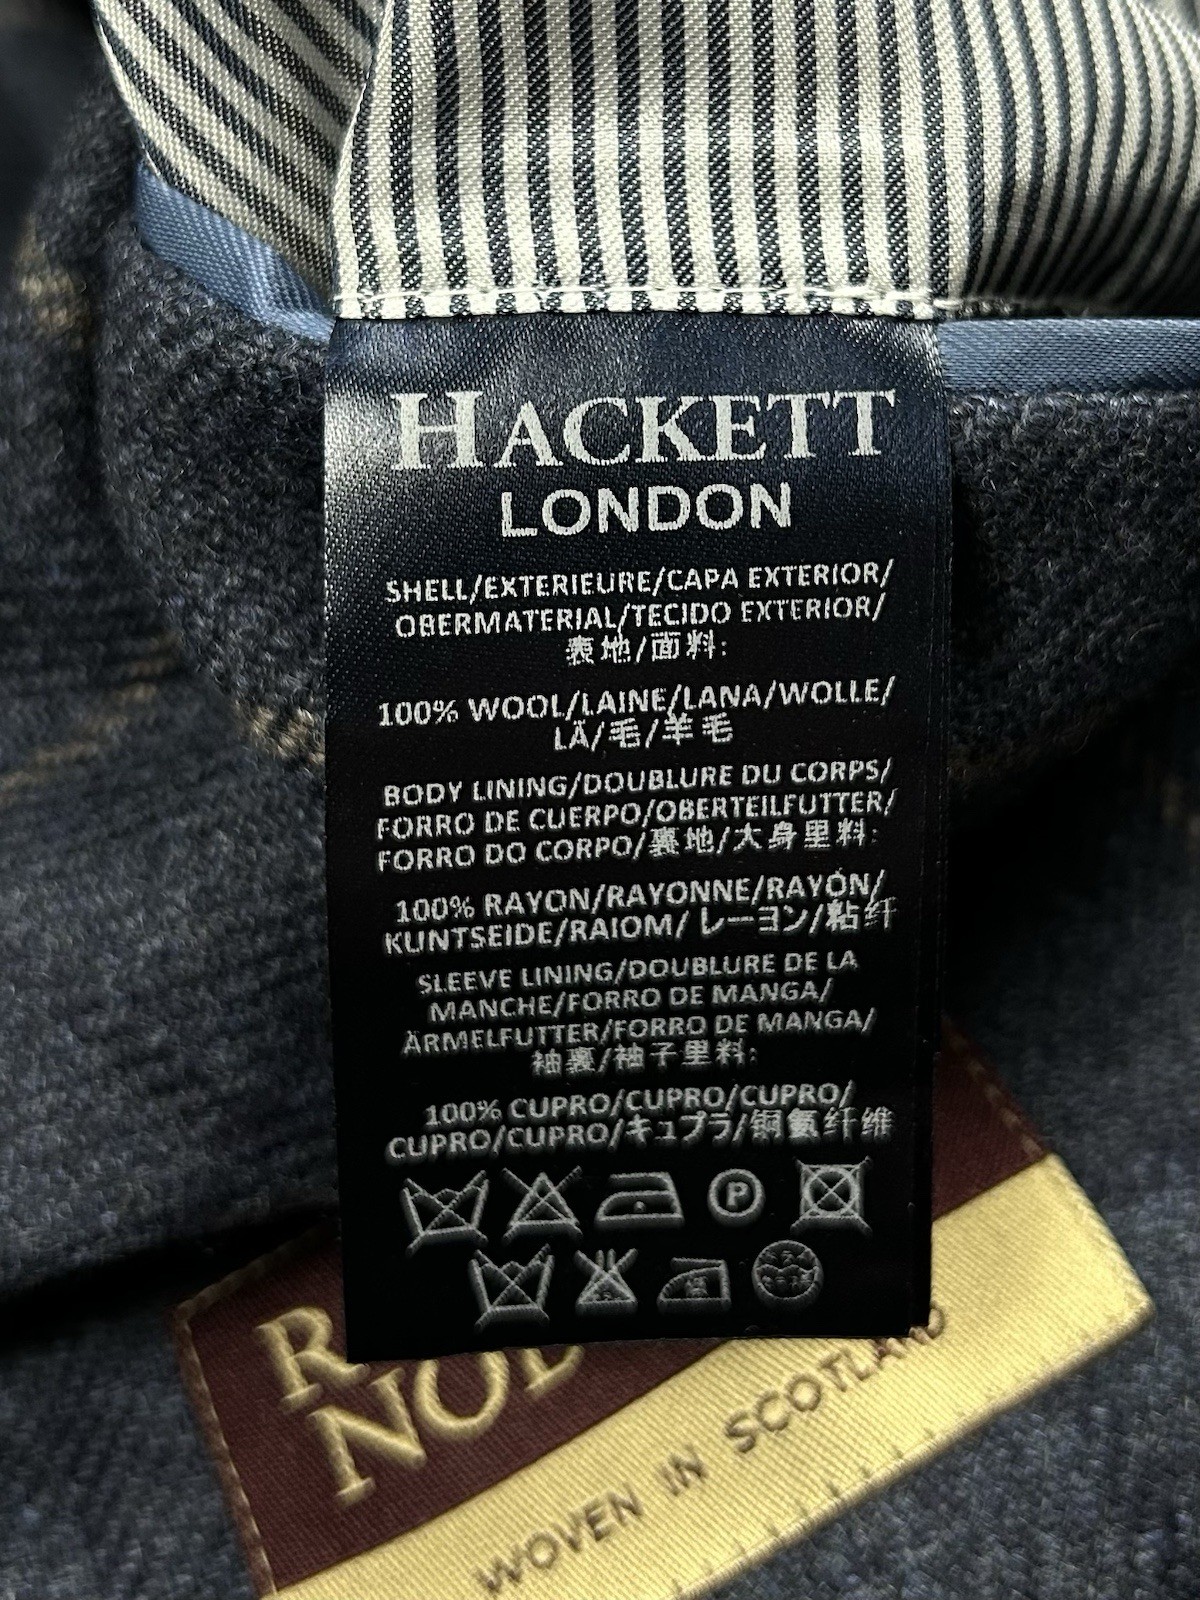 HACKETT
LONDON
SHELL/EXTERIEURE/CAPA EXTERIOR/
OBERMATERIAL/TECIDO EXTERIOR/
表地/面料:
100% WOOL/LAINE/LANA/WOLLE/
LÃ/毛/羊毛
BODY LINING/DOUBLURE DU CORPS/
FORRO DE CUERPO/OBERTEILFUTTER/
FORRO DO CORPO/裏地/大身里料:
100% RAYON/RAYONNE/RAYÓN/
KUNTSEIDE/RAIOM/レーヨン/粘纤
SLEEVE LINING/DOUBLURE DE LA
MANCHE/FORRO DE MANGA/
ÄRMELFUTTER/FORRO DE MANGA/
袖裏/袖子里料:
100% CUPRO/CUPRO/CUPRO/
CUPRO/CUPRO/キュプラ/铜氨纤维
P
WOVEN IN SCOTLAND